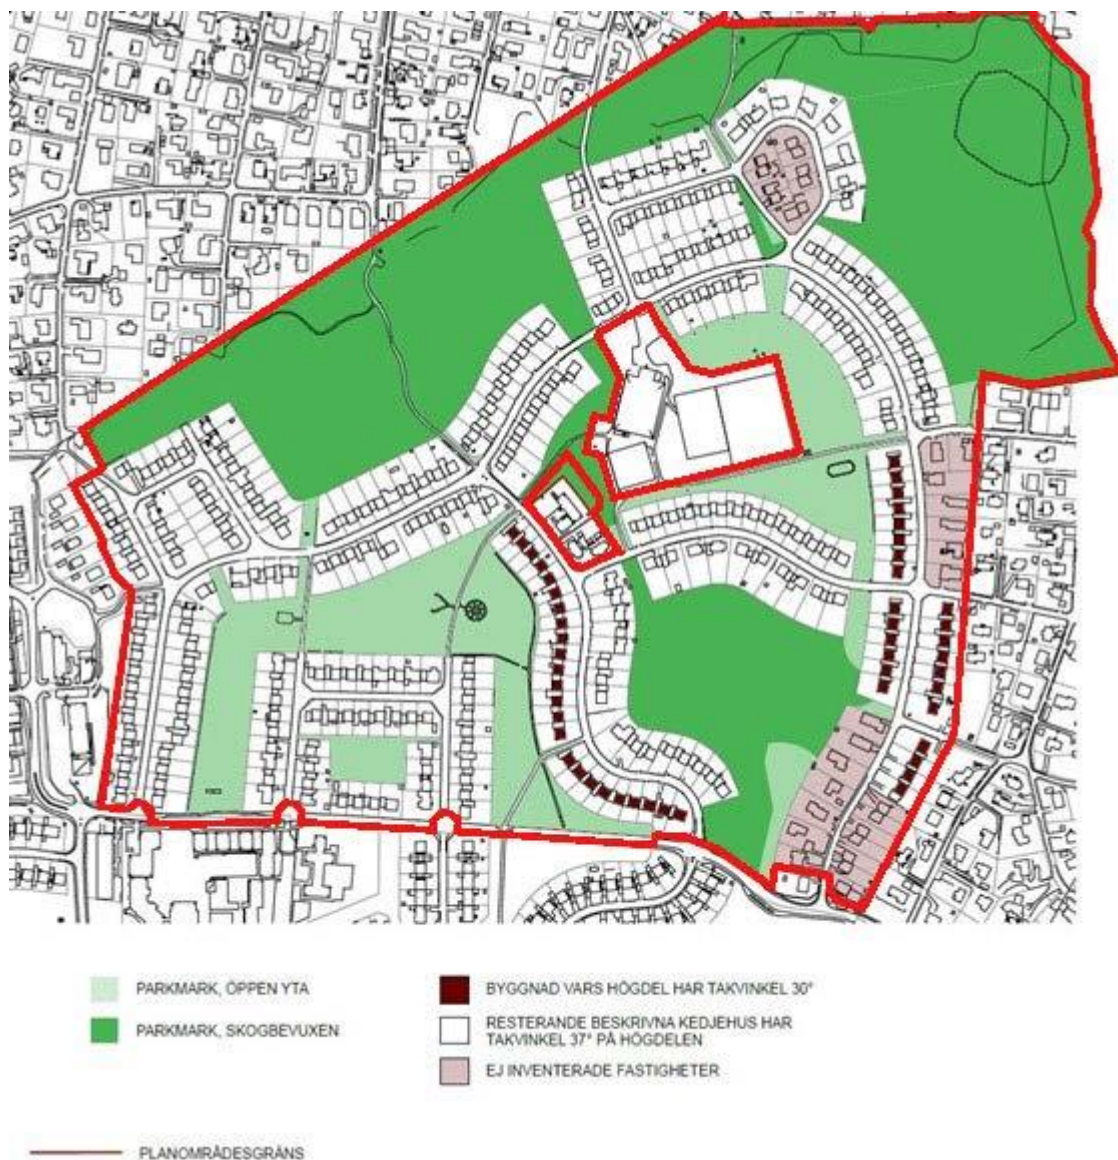 PARKMARK, ÖPPEN YTA
PARKMARK, SKOGBEVUXEN
BYGGNAD VARS HÖGDEL HAR TAKVINKEL 30°
RESTERANDE BESKRIVNA KEDJEHUS HAR
TAKVINKEL 37° PÅ HÖGDELEN
EJ INVENTERADE FASTIGHETER
PLANOMRÅDESGRÄNS